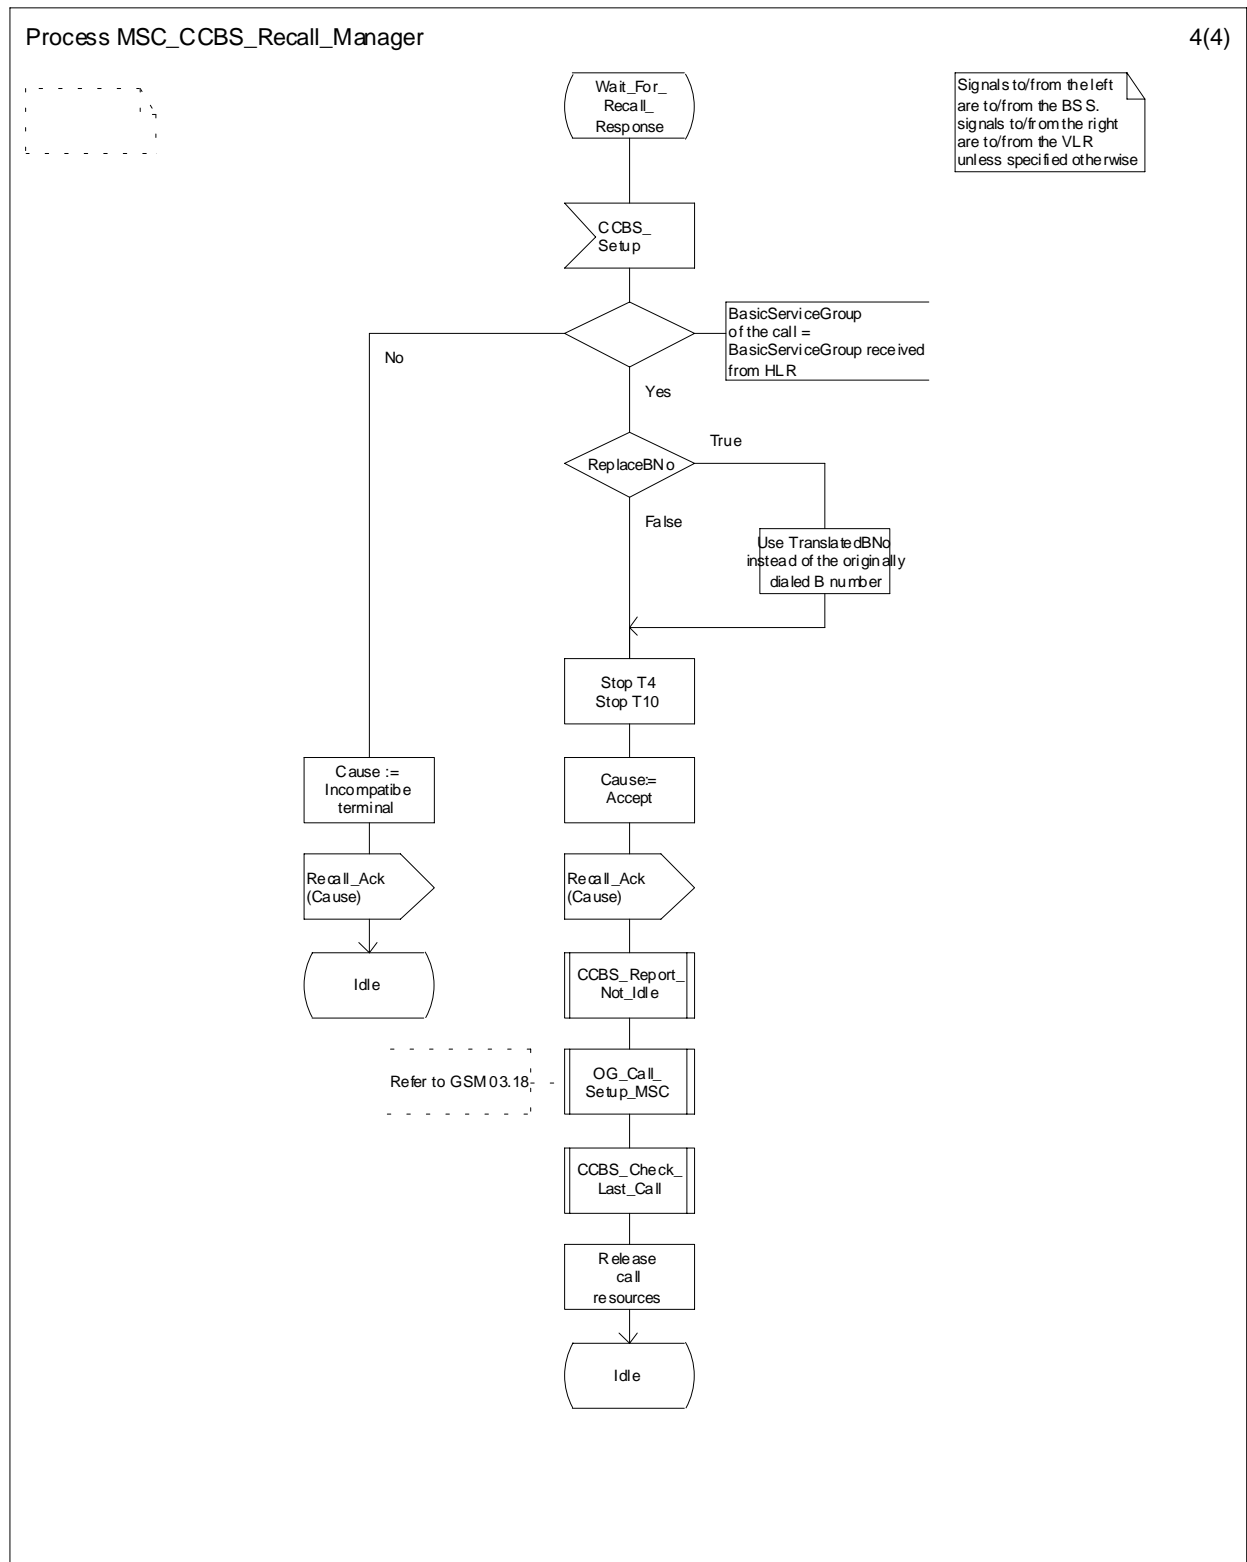 Process MSC_CCBS_Recall_Manager
4(4)
Wait_For_
Recall_
Response
Signals to/from the left
are to/from the BSS.
signals to/from the right
are to/from the VLR
unless specified otherwise
CCBS_
Setup
BasicServiceGroup
of the call =
BasicServiceGroup received
from HLR
No
Yes
True
ReplaceBNo
False
Use TranslatedBNo
instead of the originally
dialed B number
Stop T4
Stop T10
Cause :=
Incompatibe
terminal
Cause:=
Accept
Recall_Ack
(Cause)
Recall_Ack
(Cause)
Idle
CCBS_Report_
Not_Idle
Refer to GSM 03.18
OG_Call_
Setup_MSC
CCBS_Check_
Last_Call
Release
call
resources
Idle